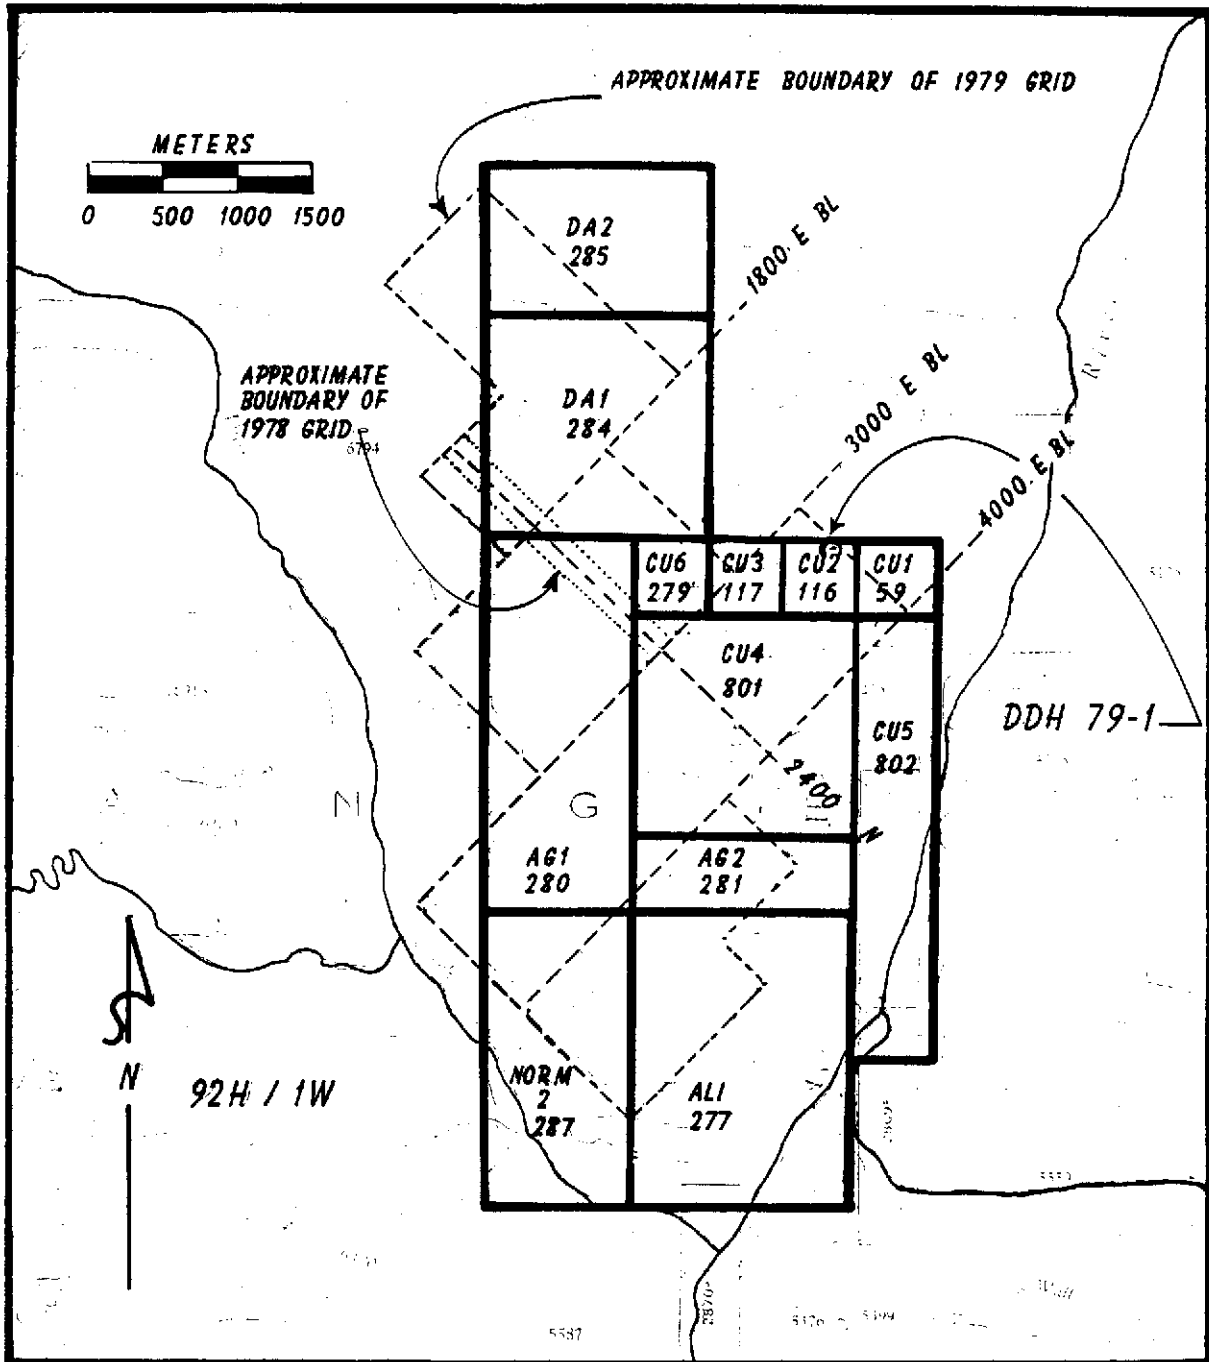 APPROXIMATE BOUNDARY OF 1979 GRID
METERS
0 500 1000 1500
DA2
285
1800 E BL
APPROXIMATE
BOUNDARY OF
1978 GRID
DA1
284
3000 E BL
4000 E BL
CU6
279
CU3
117
CU2
116
CU1
59
CU4
801
DDH 79-1
CU5
802
2400 N
N G
AG1
280
AG2
281
N
92H / 1W
NORM
2
287
AL1
277
5587